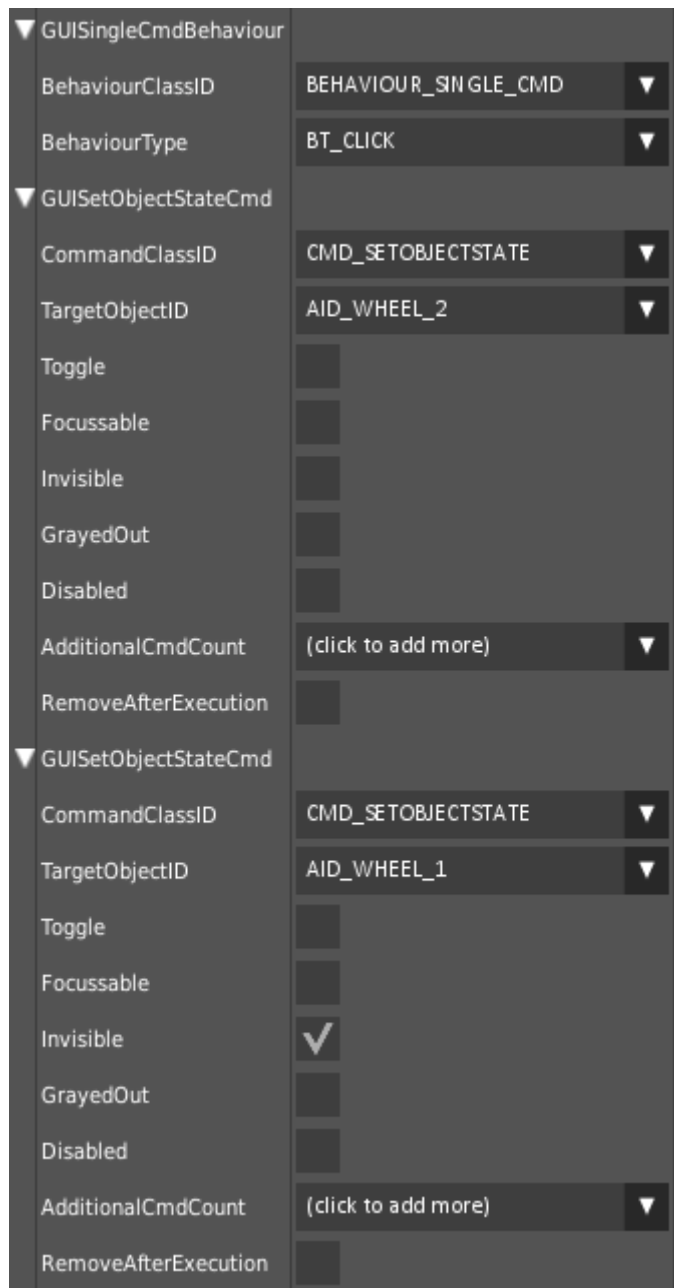 GUISingleCmdBehaviour
BehaviourClassID BEHAVIOUR_SINGLE_CMD
BehaviourType BT_CLICK
GUISetObjectStateCmd
CommandClassID CMD_SETOBJECTSTATE
TargetObjectID AID_WHEEL_2
Toggle
Focussable
Invisible
GrayedOut
Disabled
AdditionalCmdCount (click to add more)
RemoveAfterExecution
GUISetObjectStateCmd
CommandClassID CMD_SETOBJECTSTATE
TargetObjectID AID_WHEEL_1
Toggle
Focussable
Invisible
GrayedOut
Disabled
AdditionalCmdCount (click to add more)
RemoveAfterExecution